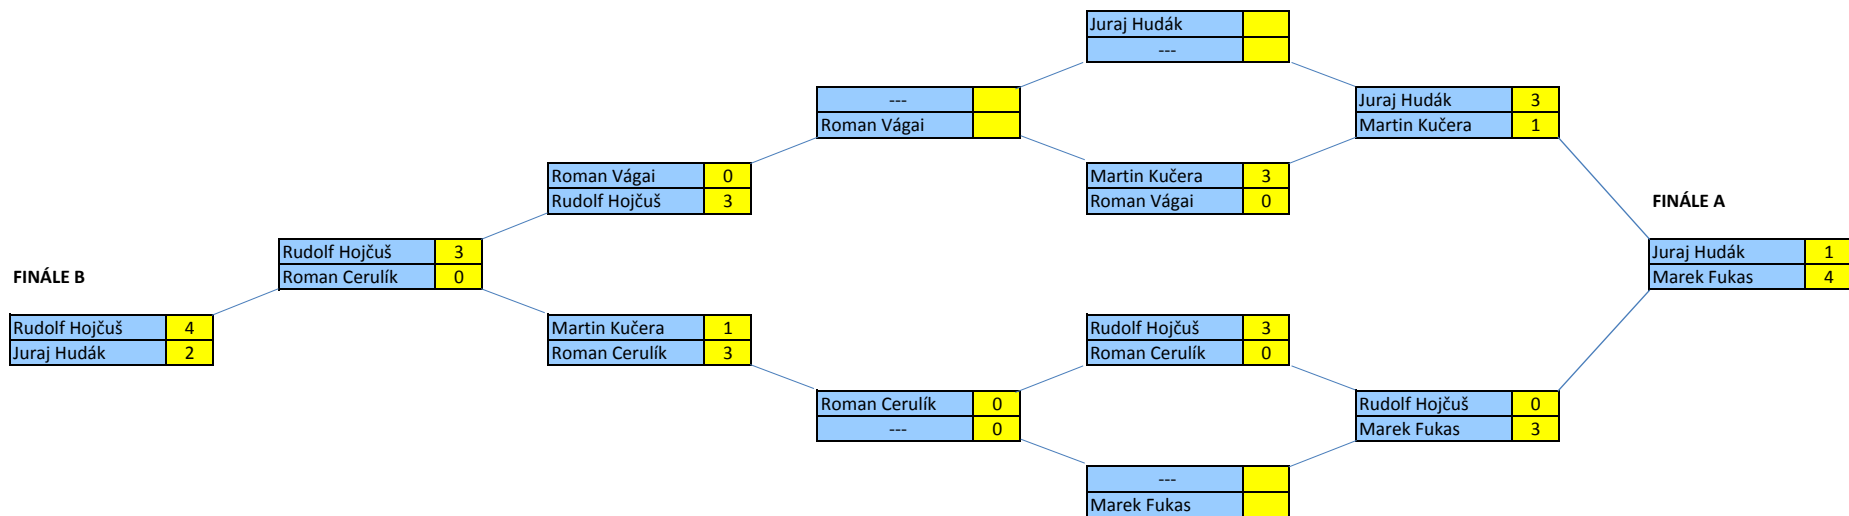 Juraj Hudák
---
---
Roman Vágai
Juraj Hudák 3
Martin Kučera 1
Roman Vágai 0
Rudolf Hojčuš 3
Martin Kučera 3
Roman Vágai 0
FINÁLE A
Rudolf Hojčuš 3
Roman Cerulík 0
Juraj Hudák 1
Marek Fukas 4
FINÁLE B
Rudolf Hojčuš 4
Juraj Hudák 2
Martin Kučera 1
Roman Cerulík 3
Rudolf Hojčuš 3
Roman Cerulík 0
Roman Cerulík 0
--- 0
Rudolf Hojčuš 0
Marek Fukas 3
---
Marek Fukas